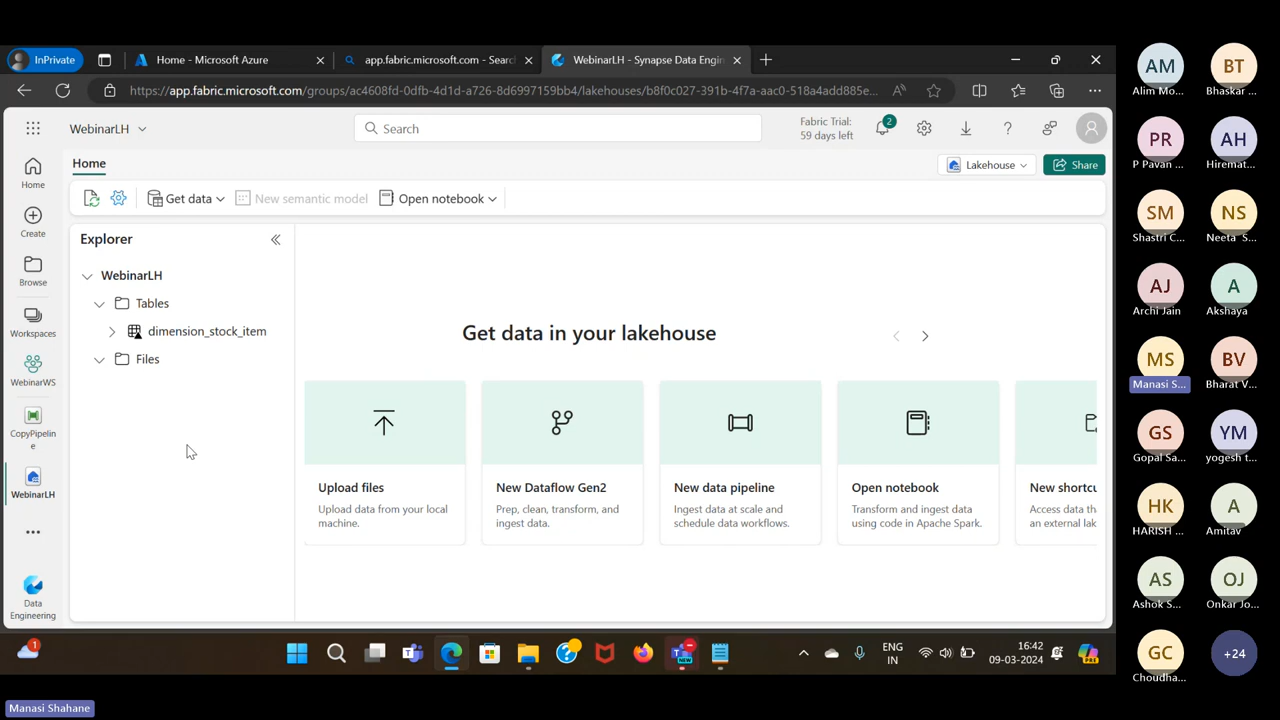 InPrivate
Home - Microsoft Azure
app.fabric.microsoft.com - Searc
WebinarLH - Synapse Data Engin
https://app.fabric.microsoft.com/groups/ac4608fd-0dfb-4d1d-a726-8d6997159bb4/lakehouses/b8f0c027-391b-4f7a-aac0-518a4add885e...
WebinarLH
Search
Fabric Trial:
59 days left
2
Home
Lakehouse
Share
Get data
New semantic model
Open notebook
Home
Create
Browse
Workspaces
WebinarWS
CopyPipelin
e
WebinarLH
Data
Engineering
Explorer
WebinarLH
Tables
dimension_stock_item
Files
Get data in your lakehouse
Upload files
Upload data from your local
machine.
New Dataflow Gen2
Prep, clean, transform, and
ingest data.
New data pipeline
Ingest data at scale and
schedule data workflows.
Open notebook
Transform and ingest data
using code in Apache Spark.
New shortcu
Access data tha
an external lak
1
NEW
ENG
IN
16:42
09-03-2024
PRE
AM
Alim Mo...
BT
Bhaskar ...
PR
P Pavan ...
AH
Hiremat...
SM
Shastri C...
NS
Neeta S...
AJ
Archi Jain
A
Akshaya
MS
Manasi S...
BV
Bharat V...
GS
Gopal Sa...
YM
yogesh t...
HK
HARISH ...
A
Amitav
AS
Ashok S...
OJ
Onkar Jo...
GC
Choudha...
+24
Manasi Shahane